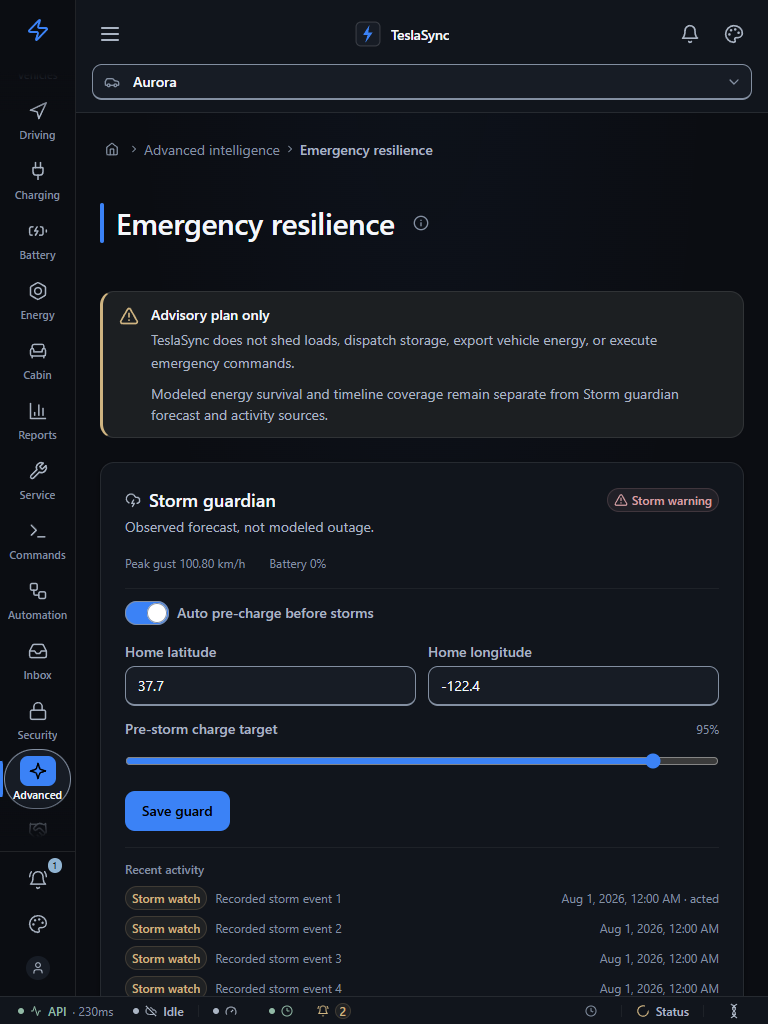 TeslaSync
Aurora
Driving
Charging
Battery
Energy
Cabin
Reports
Service
Commands
Automation
Inbox
Security
Advanced
1
Advanced intelligence
Emergency resilience
Emergency resilience
Advisory plan only
TeslaSync does not shed loads, dispatch storage, export vehicle energy, or execute
emergency commands.
Modeled energy survival and timeline coverage remain separate from Storm guardian
forecast and activity sources.
Storm guardian
Storm warning
Observed forecast, not modeled outage.
Peak gust 100.80 km/h Battery 0%
Auto pre-charge before storms
Home latitude Home longitude
37.7 -122.4
Pre-storm charge target 95%
Save guard
Recent activity
Storm watch Recorded storm event 1 Aug 1, 2026, 12:00 AM · acted
Storm watch Recorded storm event 2 Aug 1, 2026, 12:00 AM
Storm watch Recorded storm event 3 Aug 1, 2026, 12:00 AM
Storm watch Recorded storm event 4 Aug 1, 2026, 12:00 AM
API · 230ms Idle 2 Status